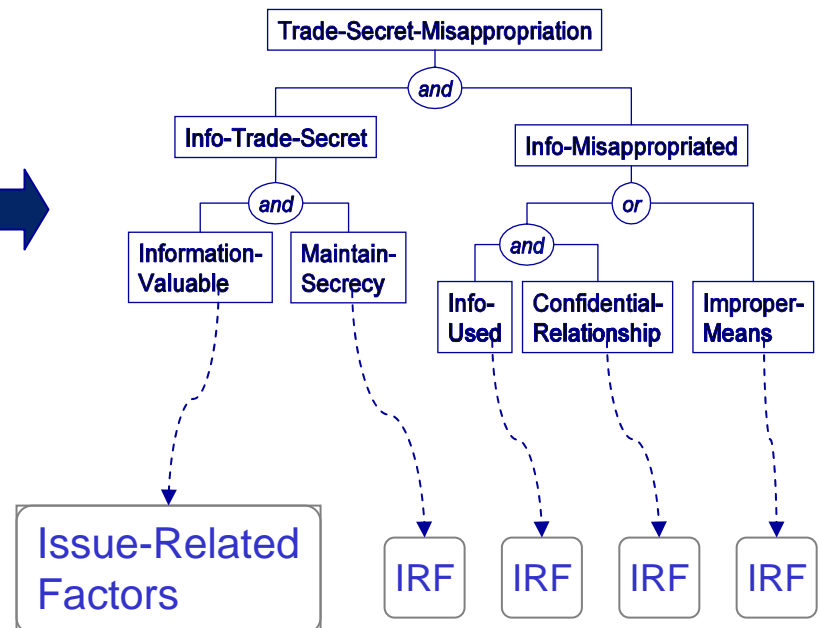 Trade-Secret-Misappropriation
and
Info-Trade-Secret
Info-Misappropriated
and
or
Information-
Valuable
Maintain-
Secrecy
and
Info-
Used
Confidential-
Relationship
Improper-
Means
Issue-Related
Factors
IRF
IRF
IRF
IRF